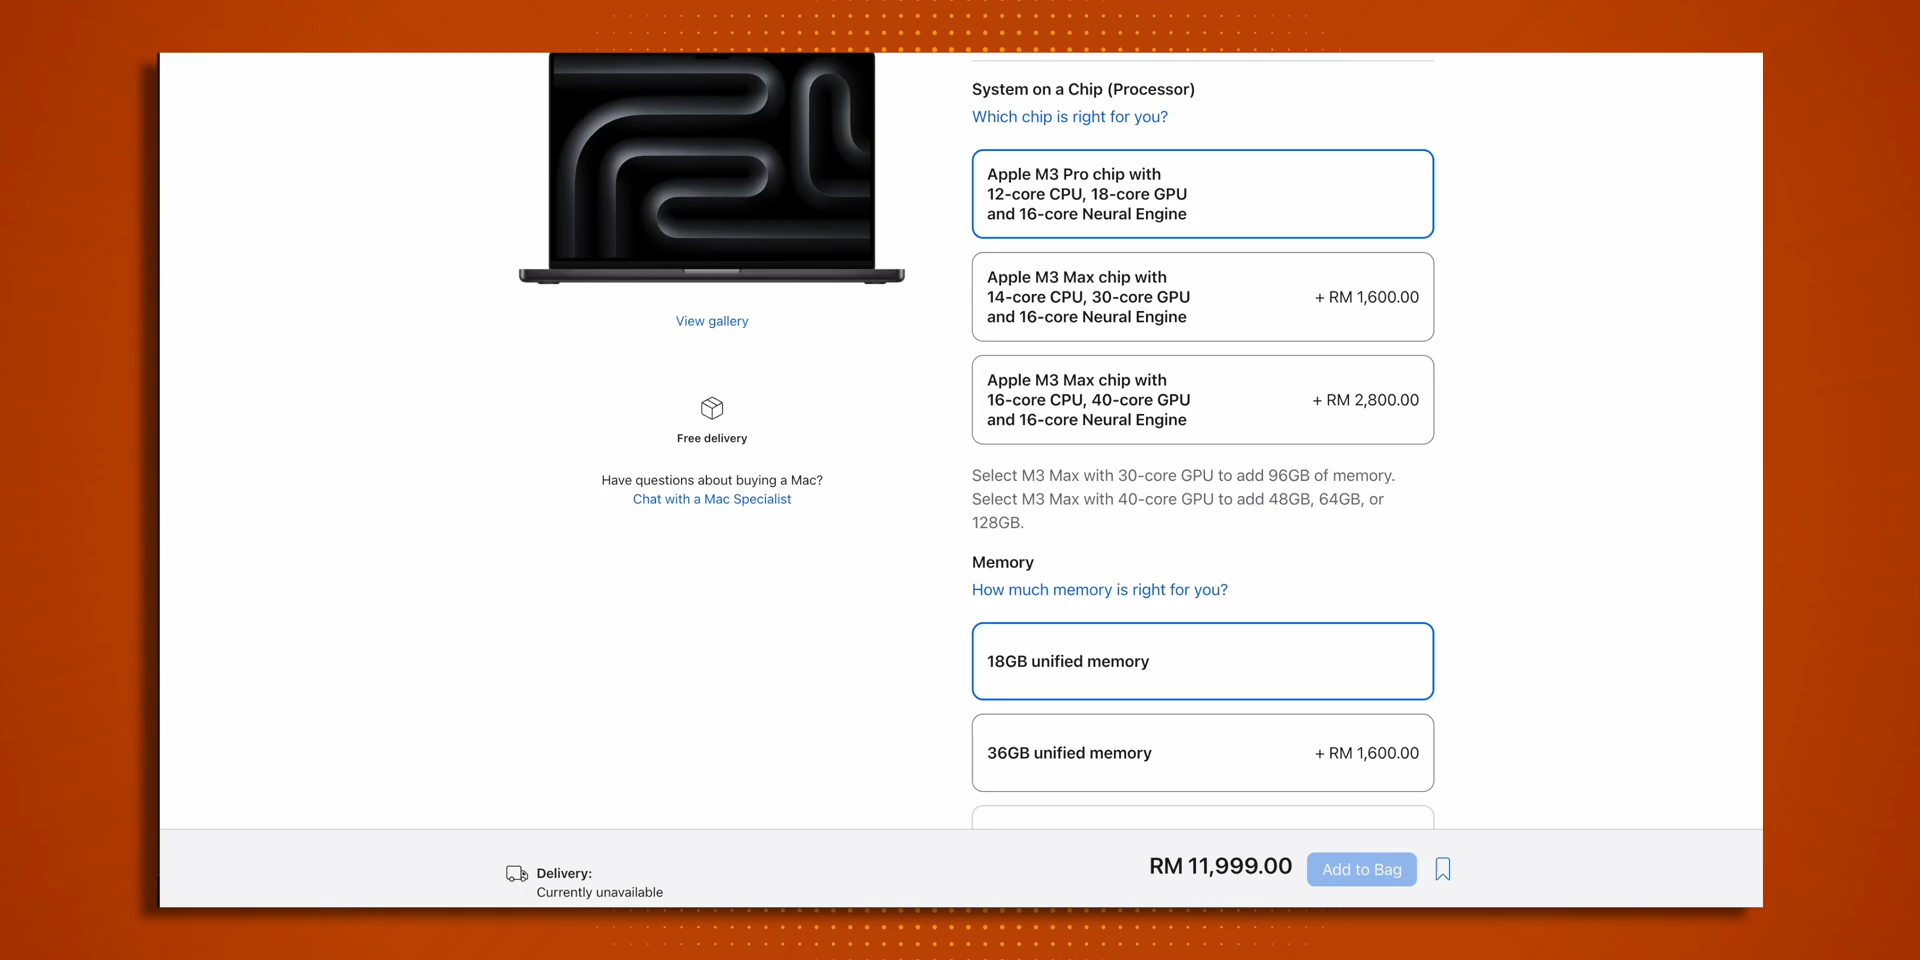 System on a Chip (Processor)
Which chip is right for you?
Apple M3 Pro chip with
12-core CPU, 18-core GPU
and 16-core Neural Engine
Apple M3 Max chip with
14-core CPU, 30-core GPU
and 16-core Neural Engine
+ RM 1,600.00
Apple M3 Max chip with
16-core CPU, 40-core GPU
and 16-core Neural Engine
+ RM 2,800.00
Select M3 Max with 30-core GPU to add 96GB of memory.
Select M3 Max with 40-core GPU to add 48GB, 64GB, or
128GB.
Memory
How much memory is right for you?
18GB unified memory
36GB unified memory
+ RM 1,600.00
View gallery
Free delivery
Have questions about buying a Mac?
Chat with a Mac Specialist
Delivery:
Currently unavailable
RM 11,999.00
Add to Bag